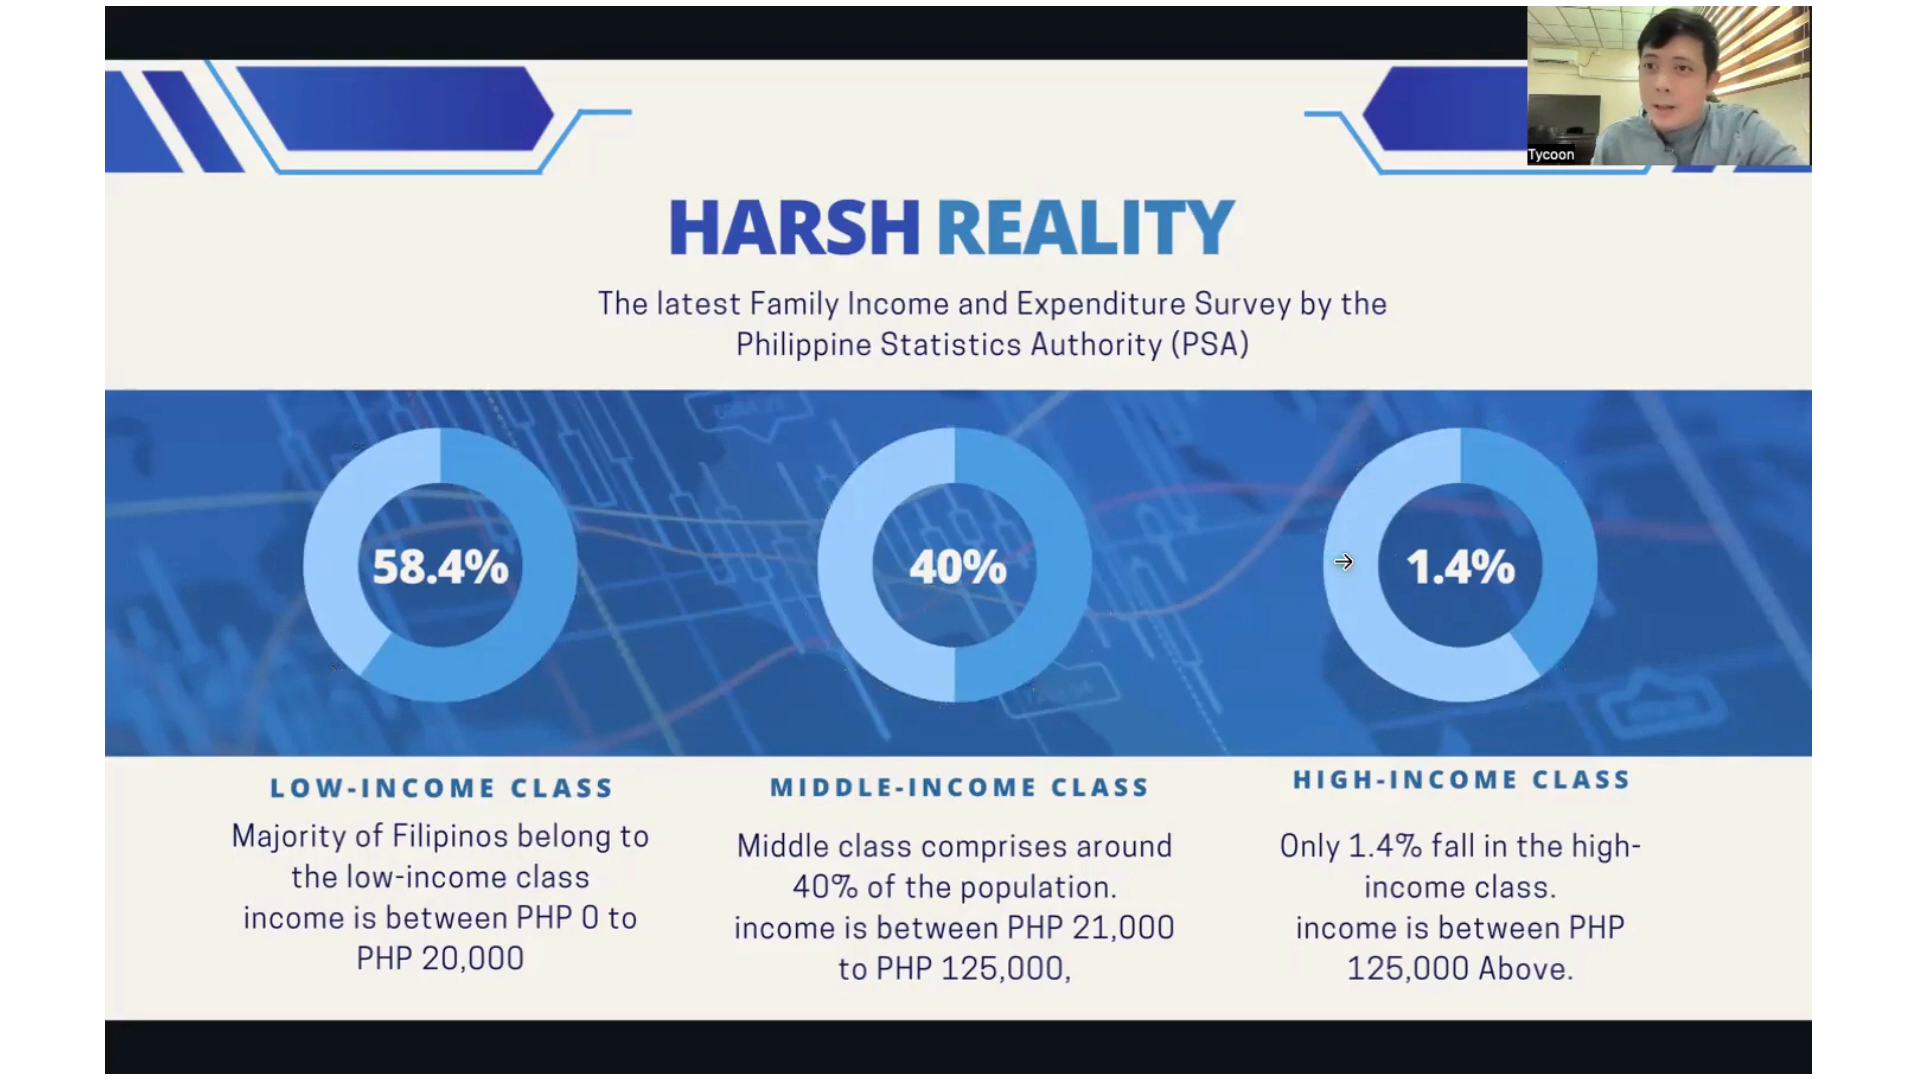 Tycoon
HARSH REALITY
The latest Family Income and Expenditure Survey by the
Philippine Statistics Authority (PSA)
58.4%
40%
1.4%
LOW-INCOME CLASS
Majority of Filipinos belong to
the low-income class
income is between PHP 0 to
PHP 20,000
MIDDLE-INCOME CLASS
Middle class comprises around
40% of the population.
income is between PHP 21,000
to PHP 125,000,
HIGH-INCOME CLASS
Only 1.4% fall in the high-
income class.
income is between PHP
125,000 Above.